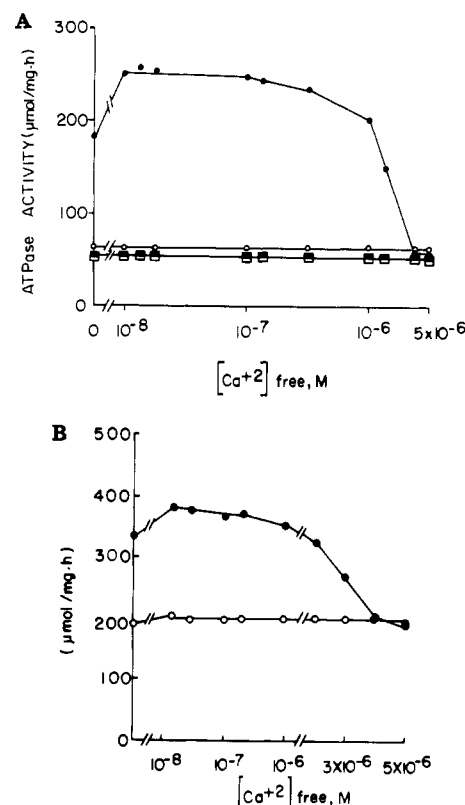 A
300
200
100
0
ATPase ACTIVITY (μmol/mg·h)
0 10⁻⁸ 10⁻⁷ 10⁻⁶ 5x10⁻⁶
[Ca⁺²] free, M
B
500
400
300
200
100
0
(μmol/mg·h)
10⁻⁸ 10⁻⁷ 10⁻⁶ 3X10⁻⁶ 5x10⁻⁶
[Ca⁺²] free, M